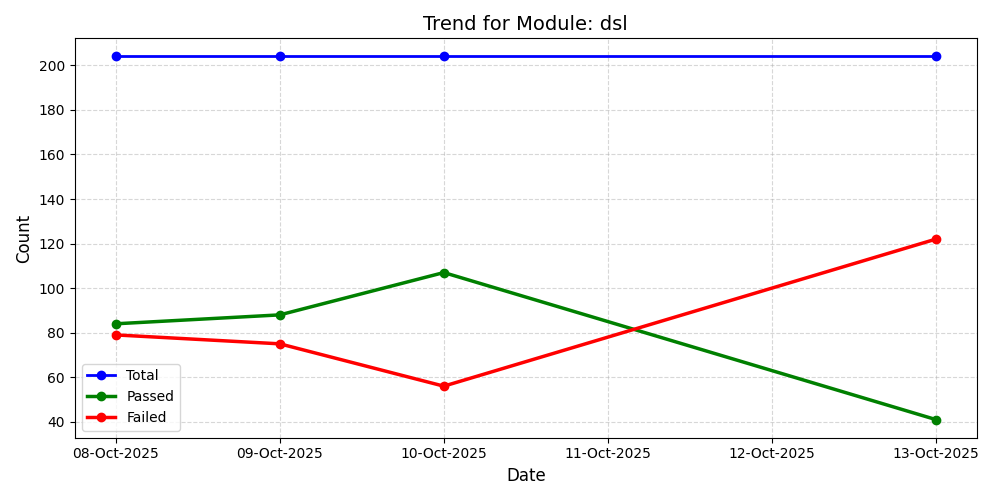 Trend for Module: dsl
Count
200
180
160
140
120
100
80
60
40
Total
Passed
Failed
08-Oct-2025 09-Oct-2025 10-Oct-2025 11-Oct-2025 12-Oct-2025 13-Oct-2025
Date